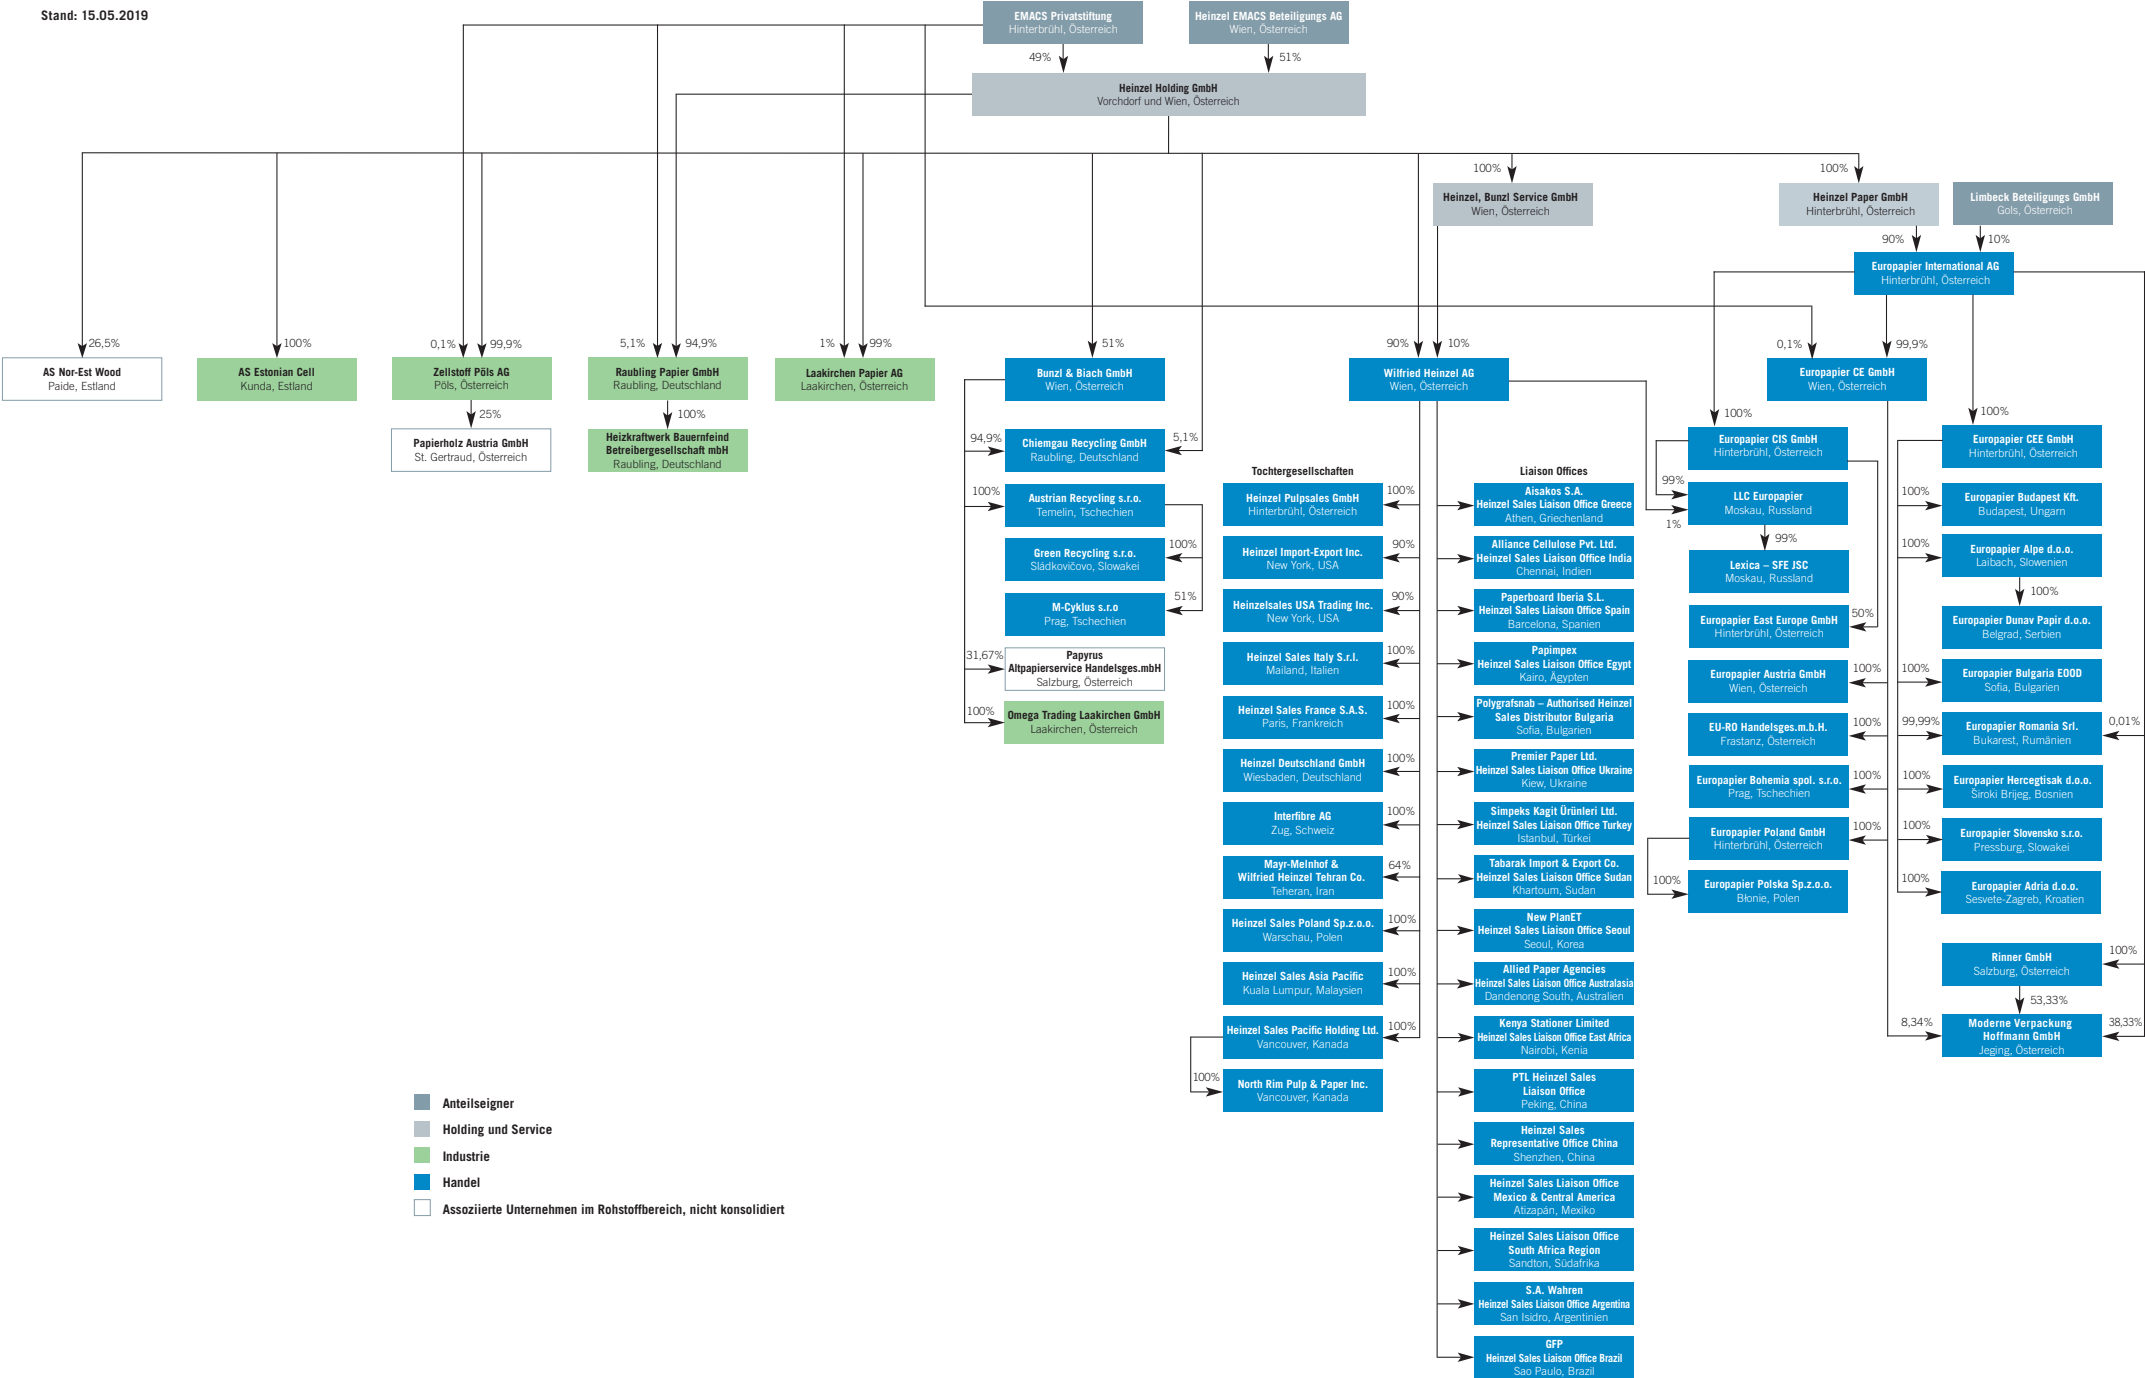 Stand: 15.05.2019
EMACS Privatstiftung
Hinterbrühl, Österreich
Heinzel EMACS Beteiligungs AG
Wien, Österreich
49%
51%
Heinzel Holding GmbH
Vorchdorf und Wien, Österreich
100%
Heinzel, Bunzl Service GmbH
Wien, Österreich
100%
Heinzel Paper GmbH
Hinterbrühl, Österreich
Limbeck Beteiligungs GmbH
Gols, Österreich
90%
10%
Europapier International AG
Hinterbrühl, Österreich
26,5%
AS Nor-Est Wood
Paide, Estland
100%
AS Estonian Cell
Kunda, Estland
0,1%
99,9%
Zellstoff Pöls AG
Pöls, Österreich
25%
Papierholz Austria GmbH
St. Gertraud, Österreich
5,1%
94,9%
Raubling Papier GmbH
Raubling, Deutschland
100%
Heizkraftwerk Bauernfeind
Betreibergesellschaft mbH
Raubling, Deutschland
1%
99%
Laakirchen Papier AG
Laakirchen, Österreich
51%
Bunzl & Biach GmbH
Wien, Österreich
94,9%
Chiemgau Recycling GmbH
Raubling, Deutschland
5,1%
100%
Austrian Recycling s.r.o.
Temelin, Tschechien
Green Recycling s.r.o.
Sládkovičovo, Slowakei
100%
M-Cyklus s.r.o
Prag, Tschechien
51%
31,67%
Papyrus
Altpapierservice Handelsges.mbH
Salzburg, Österreich
100%
Omega Trading Laakirchen GmbH
Laakirchen, Österreich
90%
10%
Wilfried Heinzel AG
Wien, Österreich
Tochtergesellschaften
Heinzel Pulpsales GmbH
Hinterbrühl, Österreich
100%
Heinzel Import-Export Inc.
New York, USA
90%
Heinzelsales USA Trading Inc.
New York, USA
90%
Heinzel Sales Italy S.r.l.
Mailand, Italien
100%
Heinzel Sales France S.A.S.
Paris, Frankreich
100%
Heinzel Deutschland GmbH
Wiesbaden, Deutschland
100%
Interfibre AG
Zug, Schweiz
100%
Mayr-Melnhof &
Wilfried Heinzel Tehran Co.
Teheran, Iran
64%
Heinzel Sales Poland Sp.z.o.o.
Warschau, Polen
100%
Heinzel Sales Asia Pacific
Kuala Lumpur, Malaysien
100%
Heinzel Sales Pacific Holding Ltd.
Vancouver, Kanada
100%
100%
North Rim Pulp & Paper Inc.
Vancouver, Kanada
Liaison Offices
Aisakos S.A.
Heinzel Sales Liaison Office Greece
Athen, Griechenland
Alliance Cellulose Pvt. Ltd.
Heinzel Sales Liaison Office India
Chennai, Indien
Paperboard Iberia S.L.
Heinzel Sales Liaison Office Spain
Barcelona, Spanien
Papimpex
Heinzel Sales Liaison Office Egypt
Kairo, Ägypten
Polygrafsnab – Authorised Heinzel
Sales Distributor Bulgaria
Sofia, Bulgarien
Premier Paper Ltd.
Heinzel Sales Liaison Office Ukraine
Kiew, Ukraine
Simpeks Kagit Ürünleri Ltd.
Heinzel Sales Liaison Office Turkey
Istanbul, Türkei
Tabarak Import & Export Co.
Heinzel Sales Liaison Office Sudan
Khartoum, Sudan
New PlanET
Heinzel Sales Liaison Office Seoul
Seoul, Korea
Allied Paper Agencies
Heinzel Sales Liaison Office Australasia
Dandenong South, Australien
Kenya Stationer Limited
Heinzel Sales Liaison Office East Africa
Nairobi, Kenia
PTL Heinzel Sales
Liaison Office
Peking, China
Heinzel Sales
Representative Office China
Shenzhen, China
Heinzel Sales Liaison Office
Mexico & Central America
Atizapán, Mexiko
Heinzel Sales Liaison Office
South Africa Region
Sandton, Südafrika
S.A. Wahren
Heinzel Sales Liaison Office Argentina
San Isidro, Argentinien
GFP
Heinzel Sales Liaison Office Brazil
Sao Paulo, Brazil
0,1%
99,9%
Europapier CE GmbH
Wien, Österreich
100%
Europapier CIS GmbH
Hinterbrühl, Österreich
99%
1%
LLC Europapier
Moskau, Russland
99%
Lexica – SFE JSC
Moskau, Russland
Europapier East Europe GmbH
Hinterbrühl, Österreich
50%
Europapier Austria GmbH
Wien, Österreich
100%
EU-RO Handelsges.m.b.H.
Frastanz, Österreich
100%
Europapier Bohemia spol. s.r.o.
Prag, Tschechien
100%
Europapier Poland GmbH
Hinterbrühl, Österreich
100%
100%
Europapier Polska Sp.z.o.o.
Błonie, Polen
100%
Europapier CEE GmbH
Hinterbrühl, Österreich
100%
Europapier Budapest Kft.
Budapest, Ungarn
100%
Europapier Alpe d.o.o.
Laibach, Slowenien
100%
Europapier Dunav Papir d.o.o.
Belgrad, Serbien
100%
Europapier Bulgaria EOOD
Sofia, Bulgarien
99,99%
Europapier Romania Srl.
Bukarest, Rumänien
0,01%
100%
Europapier Hercegtisak d.o.o.
Široki Brijeg, Bosnien
100%
Europapier Slovensko s.r.o.
Pressburg, Slowakei
100%
Europapier Adria d.o.o.
Sesvete-Zagreb, Kroatien
Rinner GmbH
Salzburg, Österreich
100%
53,33%
8,34%
Moderne Verpackung
Hoffmann GmbH
Jeging, Österreich
38,33%
Anteilseigner
Holding und Service
Industrie
Handel
Assoziierte Unternehmen im Rohstoffbereich, nicht konsolidiert